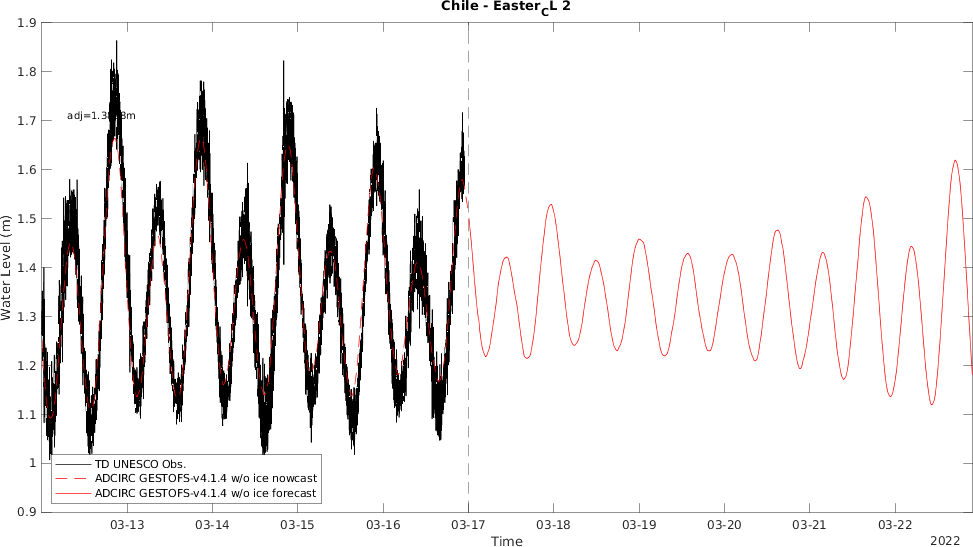 Chile - EasterCL 2
1.9
1.8
1.7
1.6
1.5
1.4
1.3
1.2
1.1
1
0.9
Water Level (m)
TD UNESCO Obs.
ADCIRC GESTOFS-v4.1.4 w/o ice nowcast
ADCIRC GESTOFS-v4.1.4 w/o ice forecast
03-13 03-14 03-15 03-16 03-17 03-18 03-19 03-20 03-21 03-22
Time
2022